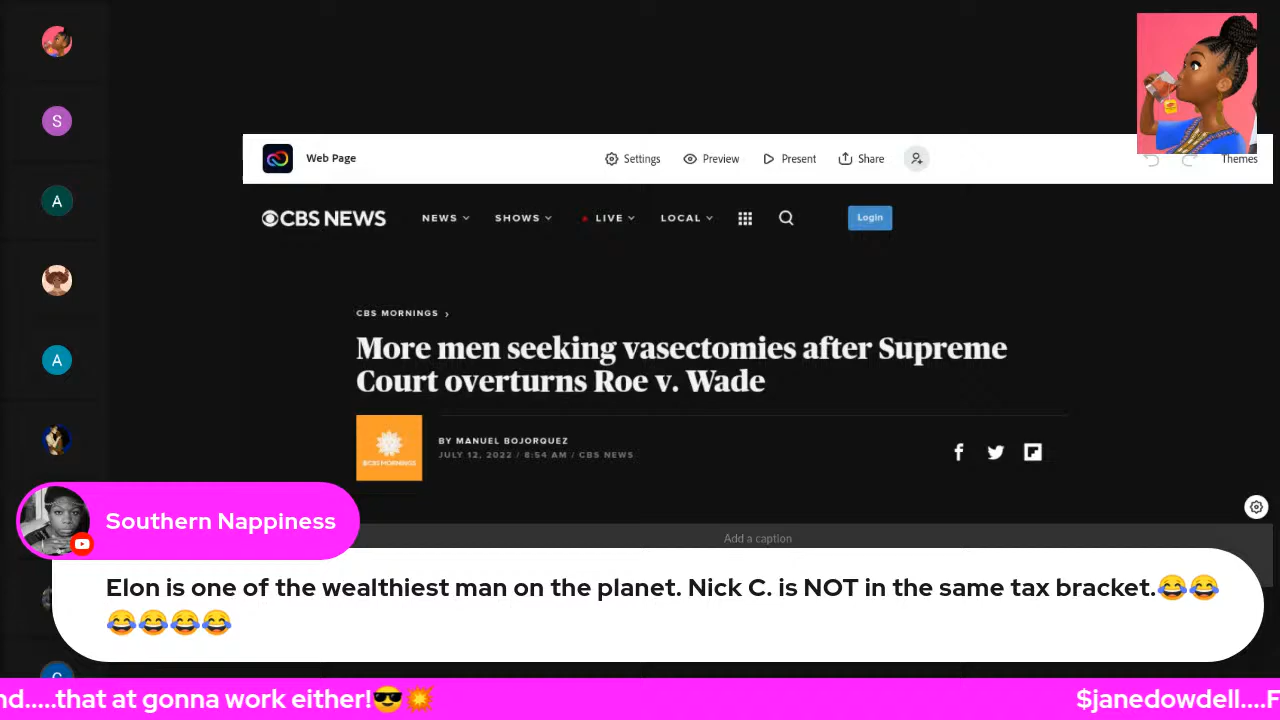 S
A
A
Web Page
Settings
Preview
Present
Share
Themes
CBS NEWS
NEWS
SHOWS
LIVE
LOCAL
Login
CBS MORNINGS
More men seeking vasectomies after Supreme
Court overturns Roe v. Wade
CBS MORNINGS
BY MANUEL BOJORQUEZ
JULY 12, 2022 / 8:54 AM / CBS NEWS
Add a caption
Southern Nappiness
Elon is one of the wealthiest man on the planet. Nick C. is NOT in the same tax bracket.😂😂
😂😂😂😂
nd.....that at gonna work either!😎💥 $janedowdell....F